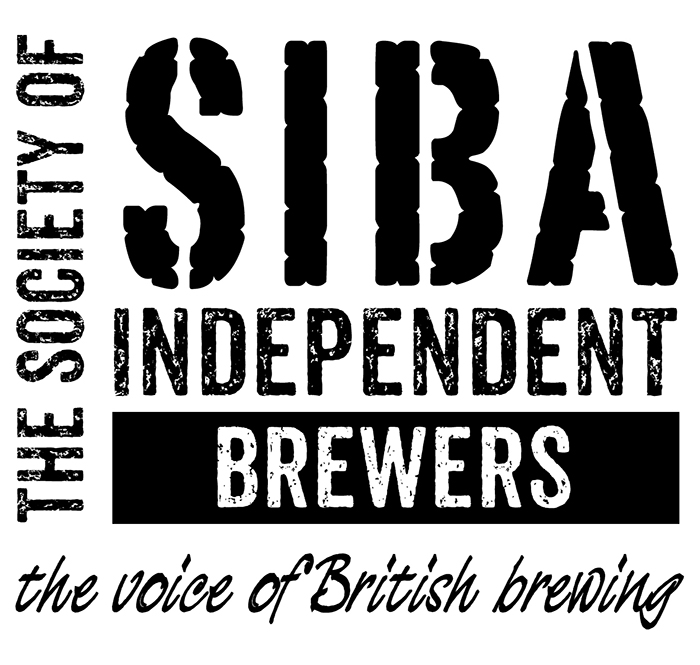 THE SOCIETY OF
SIBA
INDEPENDENT
BREWERS
the voice of British brewing